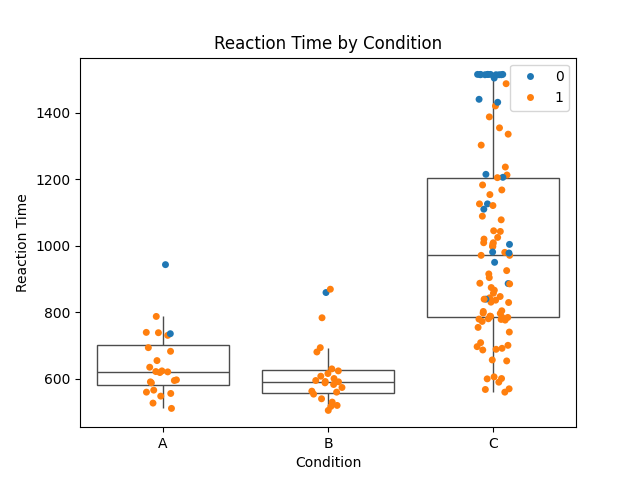 Reaction Time by Condition
0
1
1400
1200
1000
800
600
Reaction Time
A
B
C
Condition